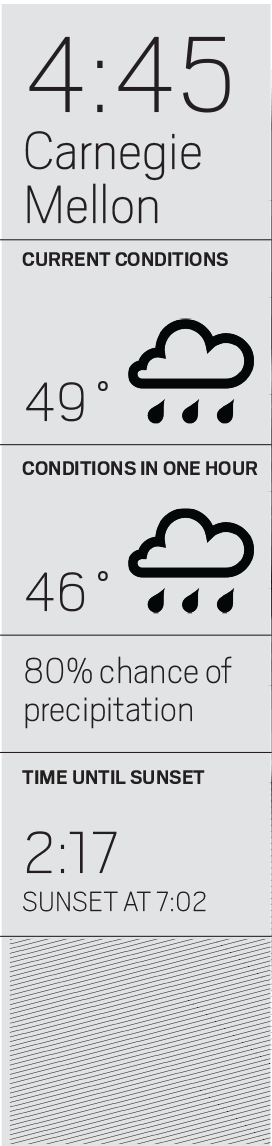 4:45
Carnegie
Mellon
CURRENT CONDITIONS
49°
CONDITIONS IN ONE HOUR
46°
80% chance of
precipitation
TIME UNTIL SUNSET
2:17
SUNSET AT 7:02